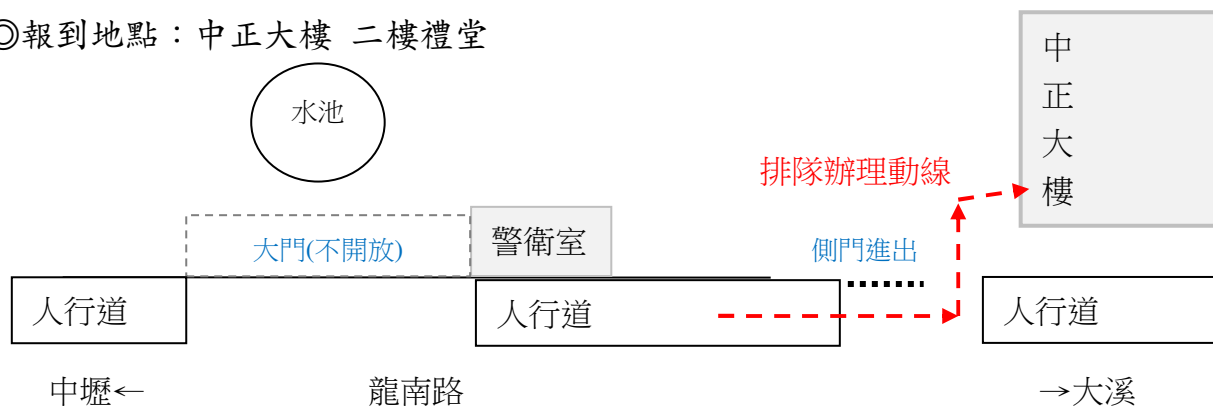 ◎報到地點：中正大樓 二樓禮堂
中正大樓
水池
排隊辦理動線
大門(不開放)
警衛室
側門進出
人行道
人行道
人行道
中壢←
龍南路
→大溪